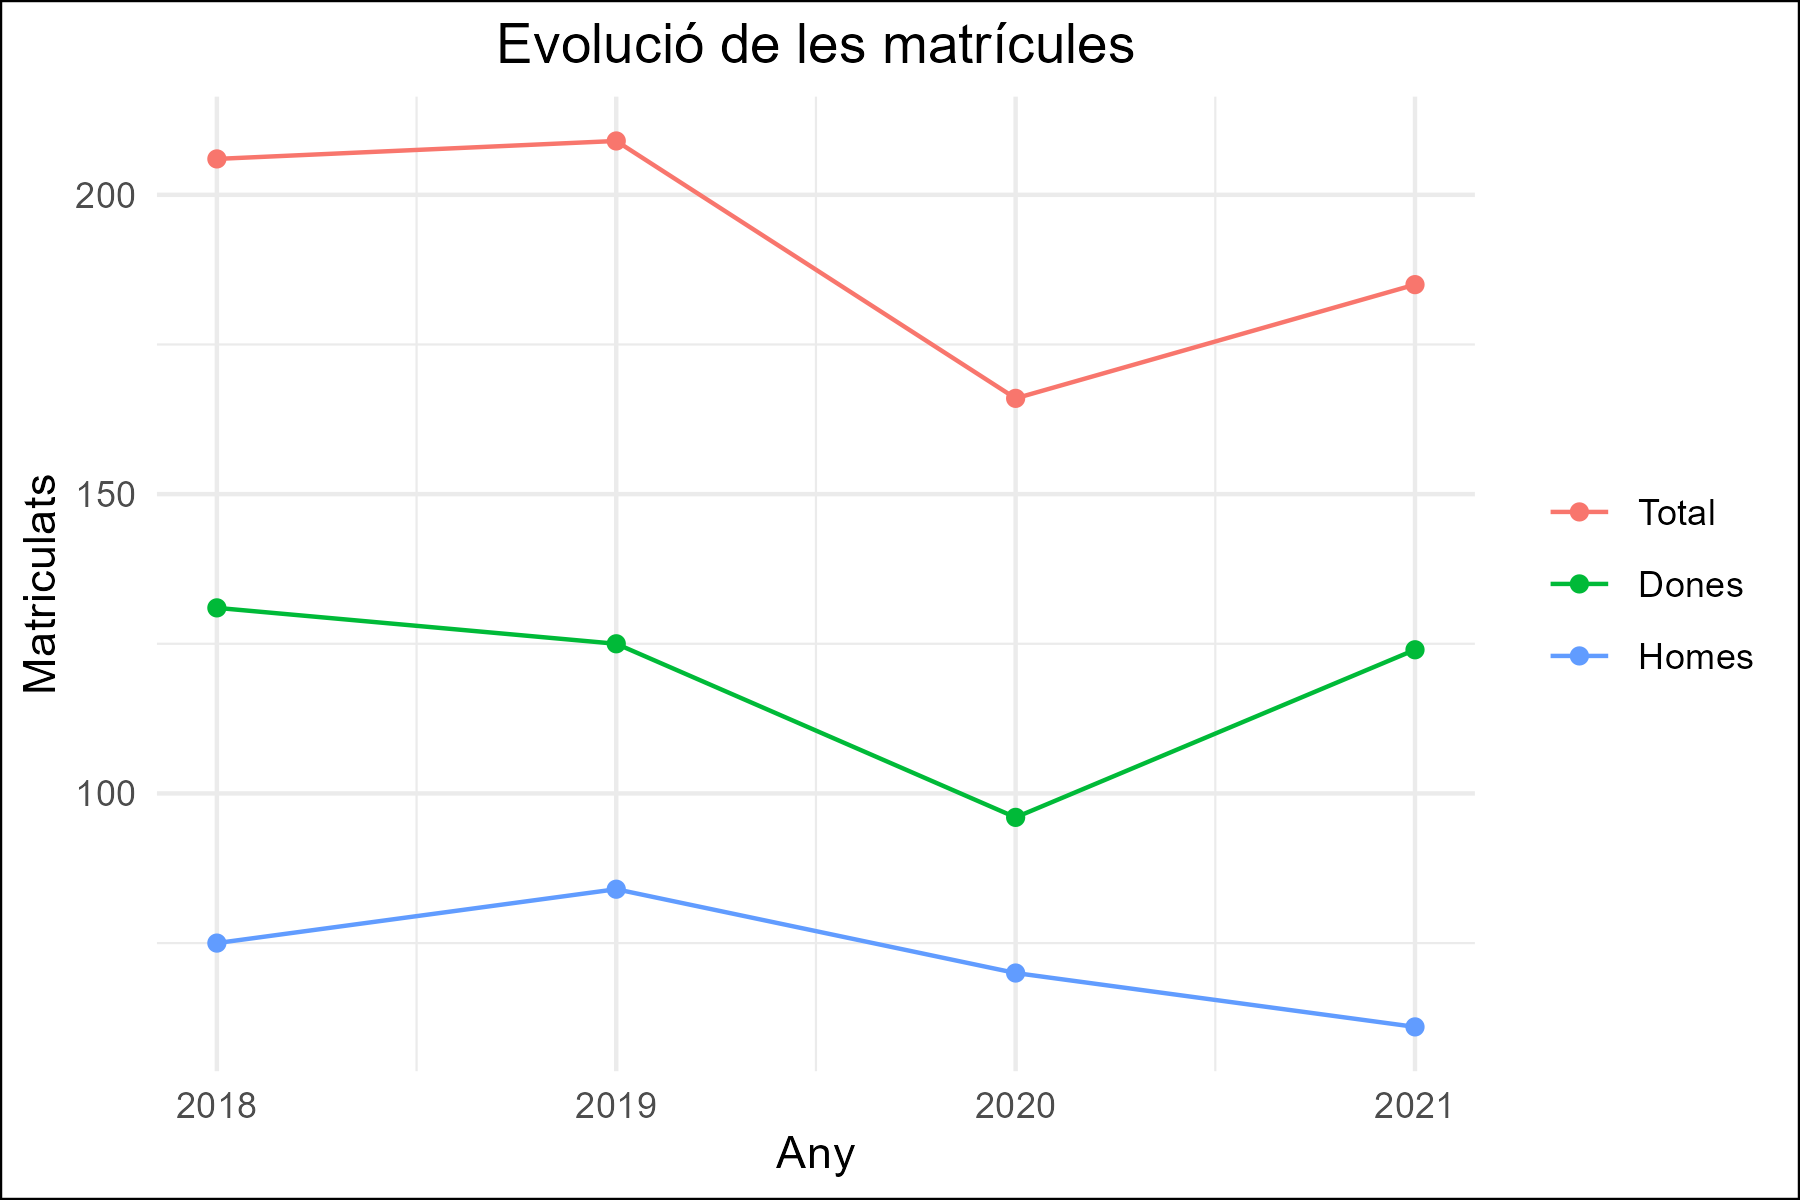 Evolució de les matrícules
Matriculats
200
150
100
2018
2019
2020
2021
Any
Total
Dones
Homes